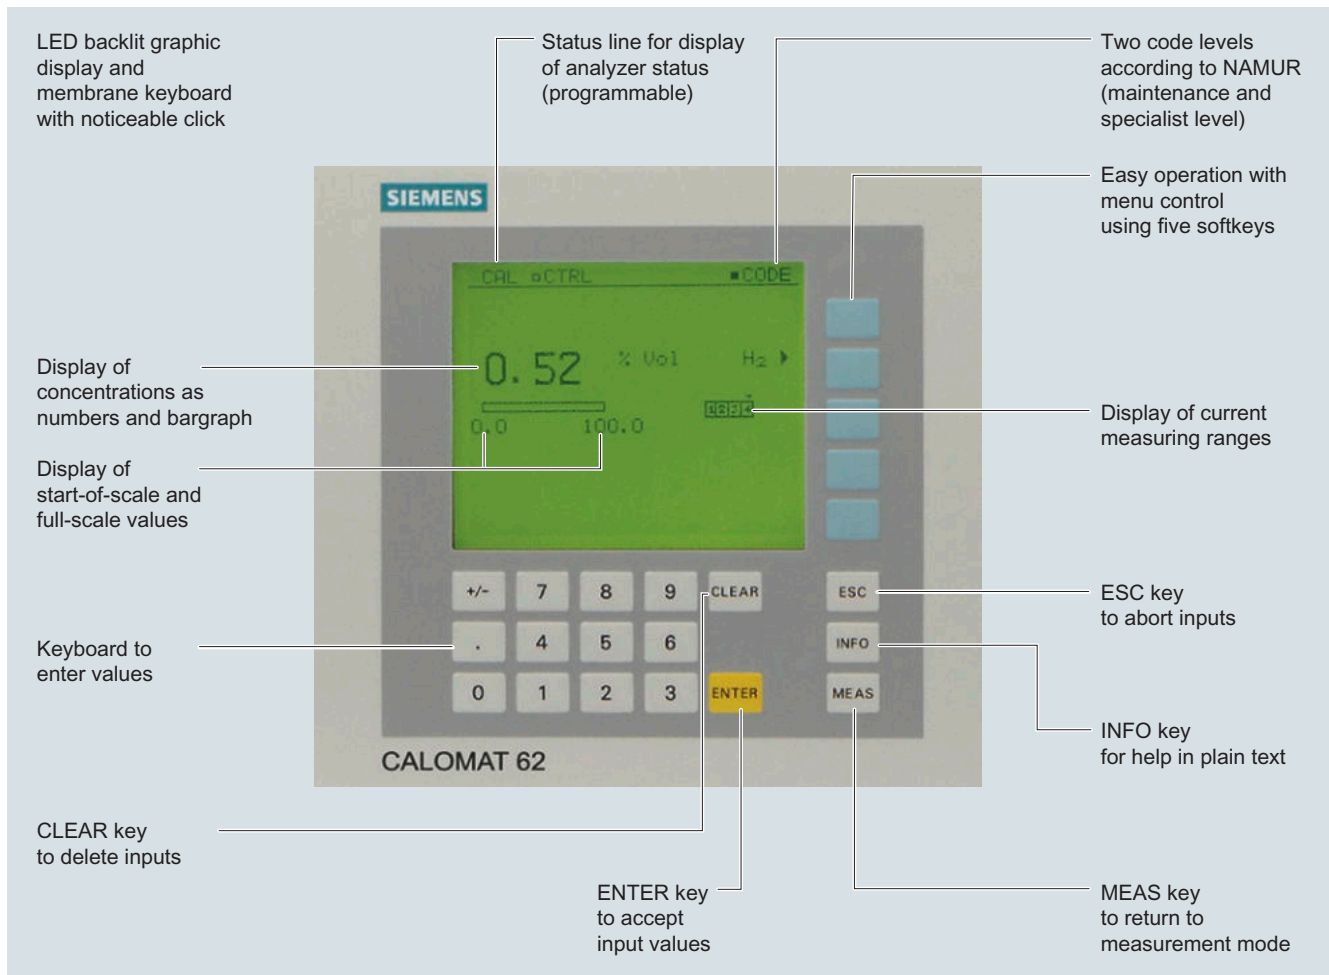 LED backlit graphic
display and
membrane keyboard
with noticeable click
Status line for display
of analyzer status
(programmable)
Two code levels
according to NAMUR
(maintenance and
specialist level)
Easy operation with
menu control
using five softkeys
SIEMENS
CAL ▫CTRL ▪CODE
0.52 % Vol H₂
1 2 3 4
0.0 100.0
Display of
concentrations as
numbers and bargraph
Display of
start-of-scale and
full-scale values
Display of current
measuring ranges
+/- 7 8 9 CLEAR ESC
. 4 5 6 INFO
0 1 2 3 ENTER MEAS
CALOMAT 62
Keyboard to
enter values
ESC key
to abort inputs
INFO key
for help in plain text
CLEAR key
to delete inputs
ENTER key
to accept
input values
MEAS key
to return to
measurement mode